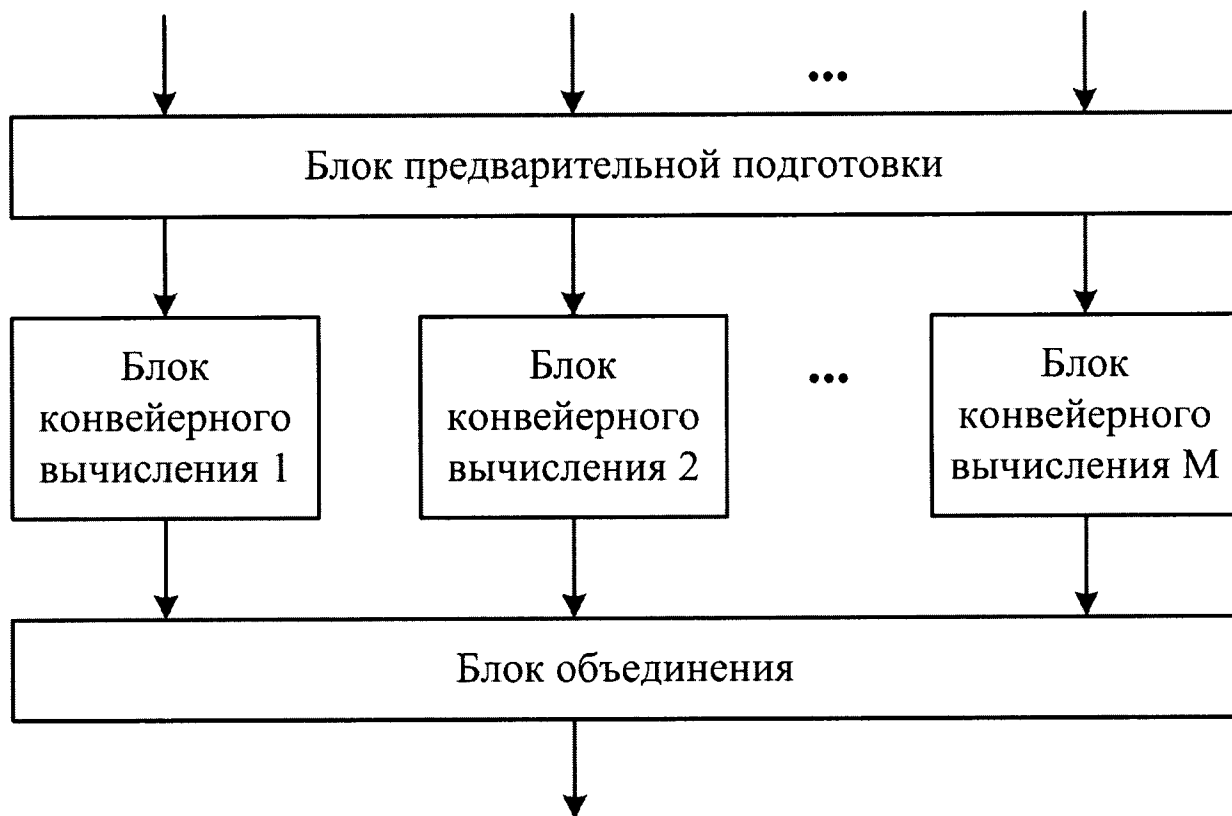 ...
Блок предварительной подготовки
Блок
конвейерного
вычисления 1
Блок
конвейерного
вычисления 2
...
Блок
конвейерного
вычисления М
Блок объединения